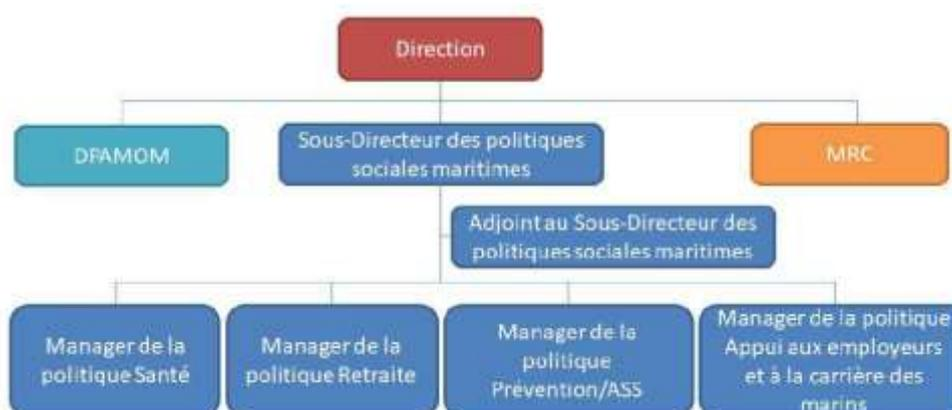 Direction
DPAMOM
Sous-Directeur des politiques
sociales maritimes
MRC
Adjoint au Sous-Directeur des
politiques sociales maritimes
Manager de la
politique Santé
Manager de la
politique Retraite
Manager de la
politique
Prévention/ASS
Manager de la politique
Appui aux employeurs
et à la carrière des
marins